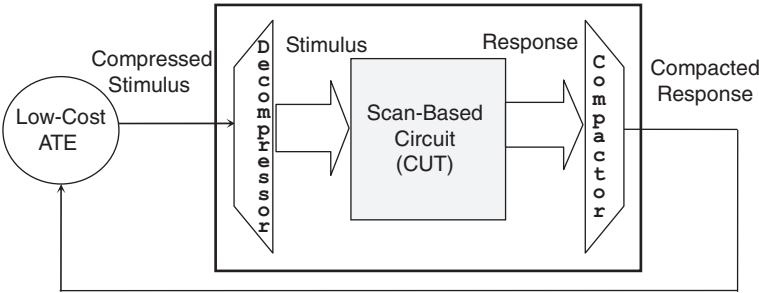 Low-Cost
ATE
Compressed
Stimulus
Decompressor
Stimulus
Scan-Based
Circuit
(CUT)
Response
Compactor
Compacted
Response